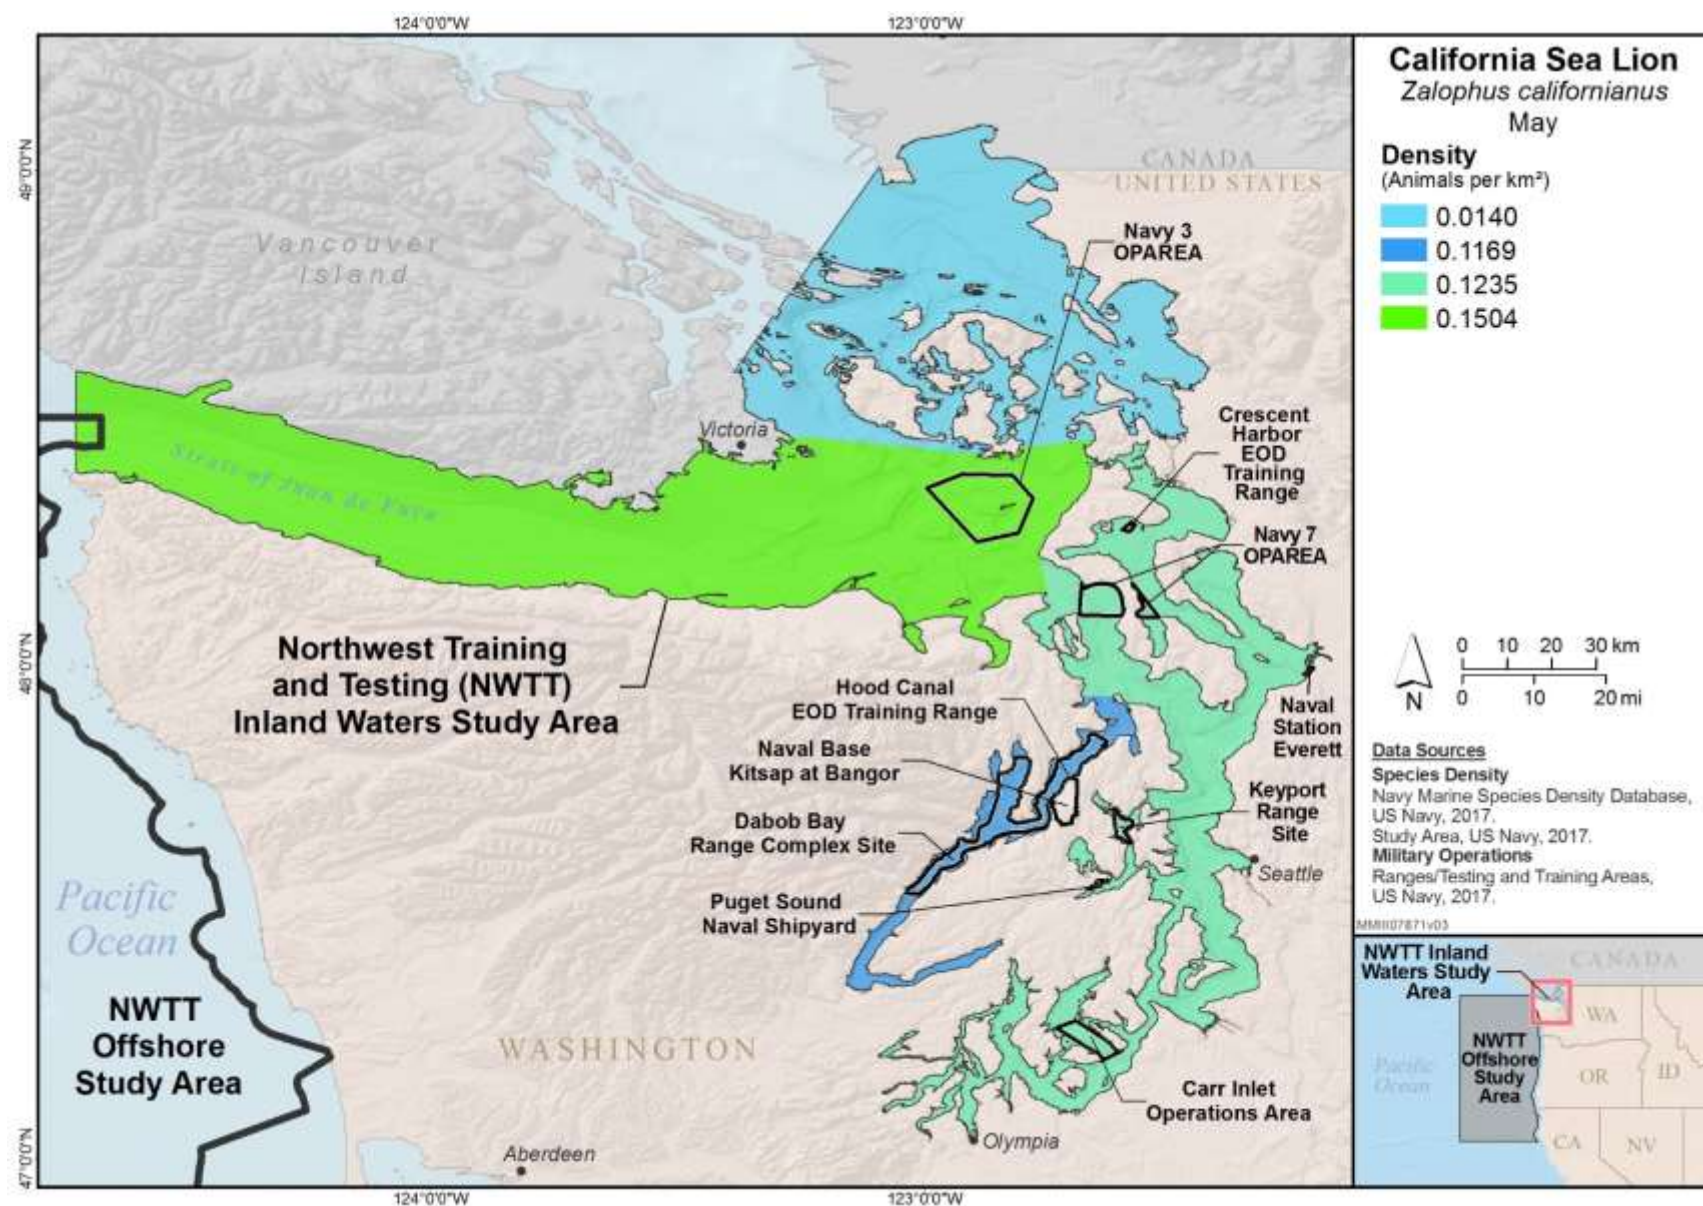 124°0'0"W
123°0'0"W
49°0'0"N
48°0'0"N
47°0'0"N
124°0'0"W
123°0'0"W
CANADA
UNITED STATES
Vancouver
Island
Navy 3
OPAREA
Victoria
Strait of Juan de Fuca
Crescent
Harbor
EOD
Training
Range
Navy 7
OPAREA
Northwest Training
and Testing (NWTT)
Inland Waters Study Area
Hood Canal
EOD Training Range
Naval Base
Kitsap at Bangor
Dabob Bay
Range Complex Site
Puget Sound
Naval Shipyard
Naval
Station
Everett
Keyport
Range
Site
Seattle
Pacific
Ocean
NWTT
Offshore
Study Area
WASHINGTON
Carr Inlet
Operations Area
Olympia
Aberdeen
California Sea Lion
Zalophus californianus
May
Density
(Animals per km²)
0.0140
0.1169
0.1235
0.1504
0 10 20 30 km
0 10 20 mi
N
Data Sources
Species Density
Navy Marine Species Density Database,
US Navy, 2017.
Study Area, US Navy, 2017.
Military Operations
Ranges/Testing and Training Areas,
US Navy, 2017.
MMIII07871v03
NWTT Inland
Waters Study
Area
CANADA
WA
NWTT
Offshore
Study
Area
Pacific
Ocean
OR
ID
CA
NV